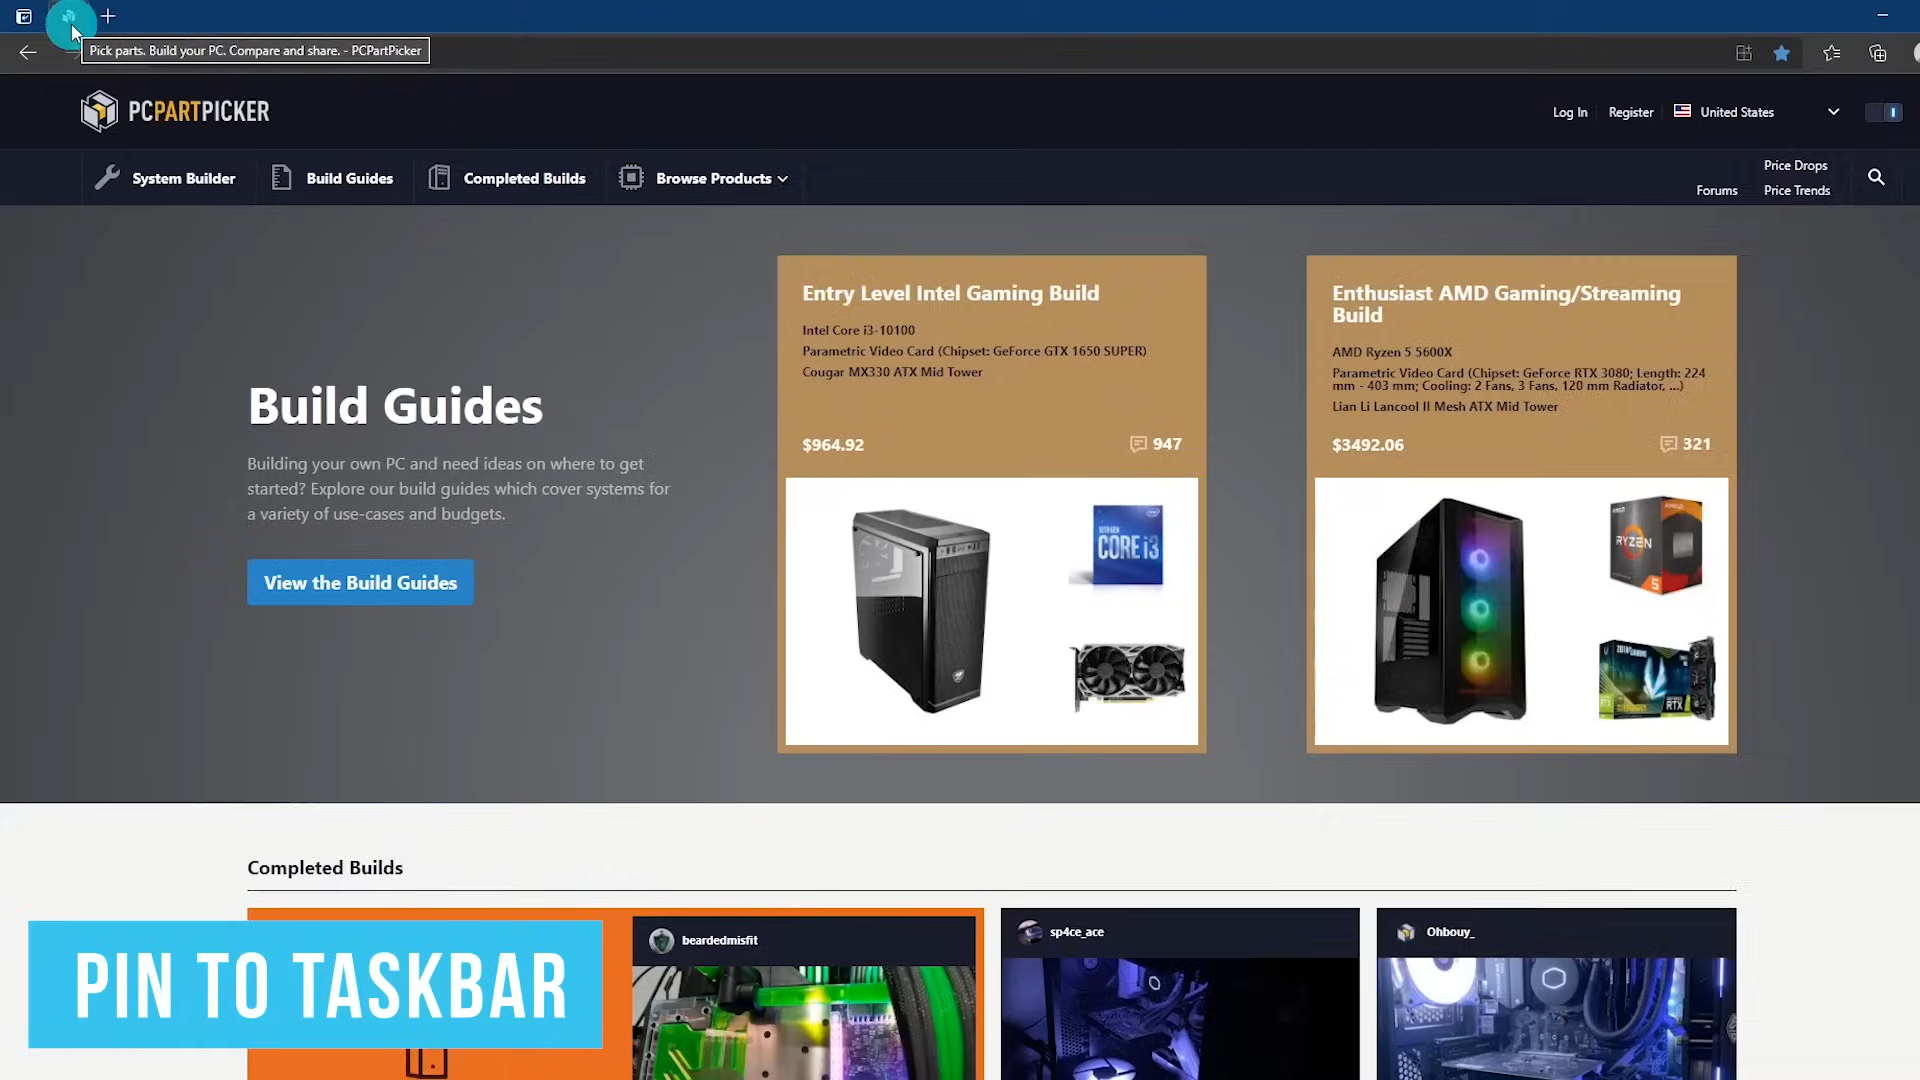 Pick parts. Build your PC. Compare and share. - PCPartPicker
PCPARTPICKER
Log In
Register
United States
System Builder
Build Guides
Completed Builds
Browse Products
Forums
Price Drops
Price Trends
Build Guides
Building your own PC and need ideas on where to get
started? Explore our build guides which cover systems for
a variety of use-cases and budgets.
View the Build Guides
Entry Level Intel Gaming Build
Intel Core i3-10100
Parametric Video Card (Chipset: GeForce GTX 1650 SUPER)
Cougar MX330 ATX Mid Tower
$964.92
947
CORE i3
Enthusiast AMD Gaming/Streaming
Build
AMD Ryzen 5 5600X
Parametric Video Card (Chipset: GeForce RTX 3080; Length: 224
mm - 403 mm; Cooling: 2 Fans, 3 Fans, 120 mm Radiator, ...)
Lian Li Lancool II Mesh ATX Mid Tower
$3492.06
321
AMD
RYZEN
5
RTX
Completed Builds
beardedmisfit
sp4ce_ace
Ohbouy_
PIN TO TASKBAR